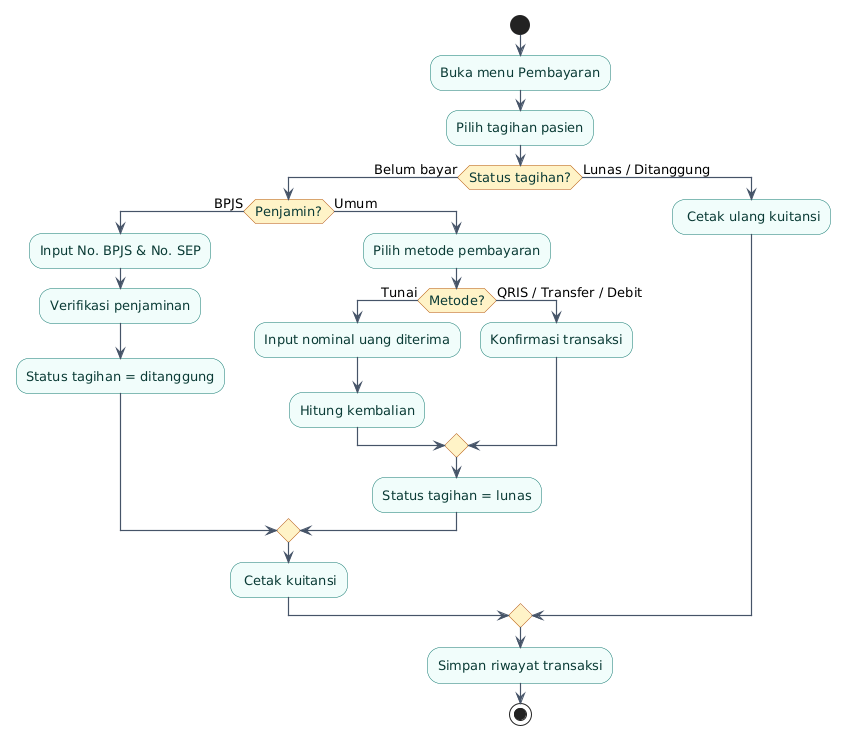 Buka menu Pembayaran
Pilih tagihan pasien
Belum bayar
Status tagihan?
Lunas / Ditanggung
BPJS
Penjamin?
Umum
Cetak ulang kuitansi
Input No. BPJS & No. SEP
Pilih metode pembayaran
Verifikasi penjaminan
Tunai
Metode?
QRIS / Transfer / Debit
Input nominal uang diterima
Konfirmasi transaksi
Status tagihan = ditanggung
Hitung kembalian
Status tagihan = lunas
Cetak kuitansi
Simpan riwayat transaksi